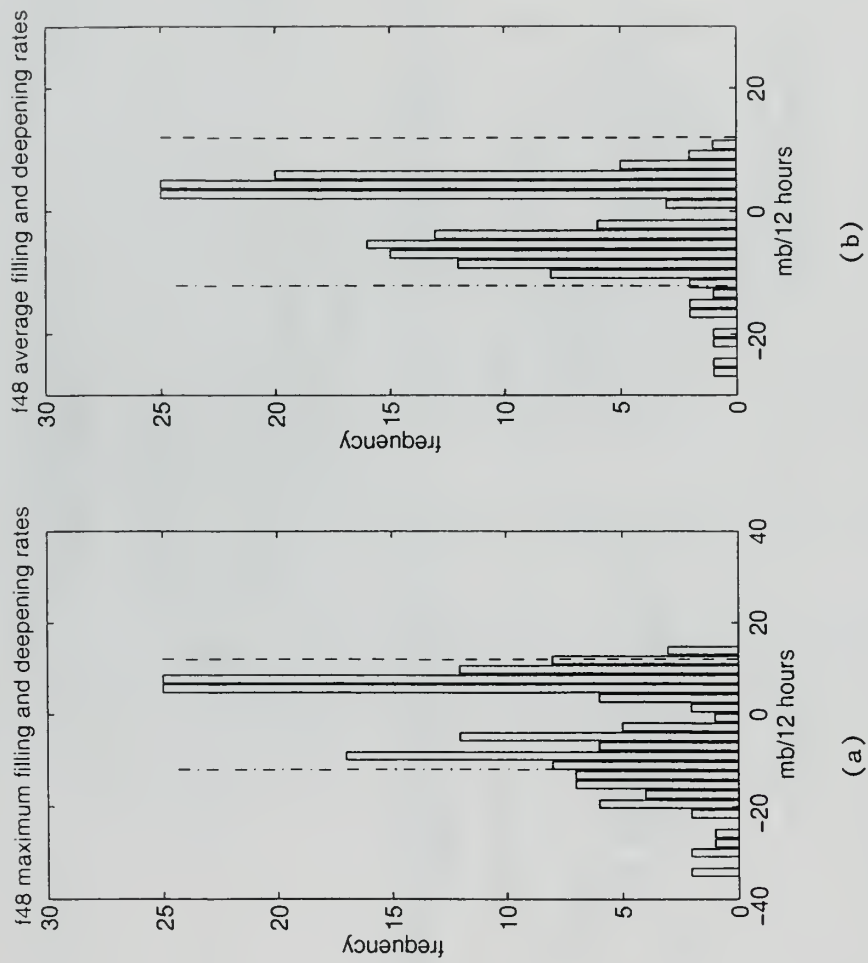 f48 maximum filling and deepening rates
30
25
20
15
10
5
0
frequency
-40
-20
0
20
40
mb/12 hours
(a)
f48 average filling and deepening rates
30
25
20
15
10
5
0
frequency
-20
0
20
mb/12 hours
(b)